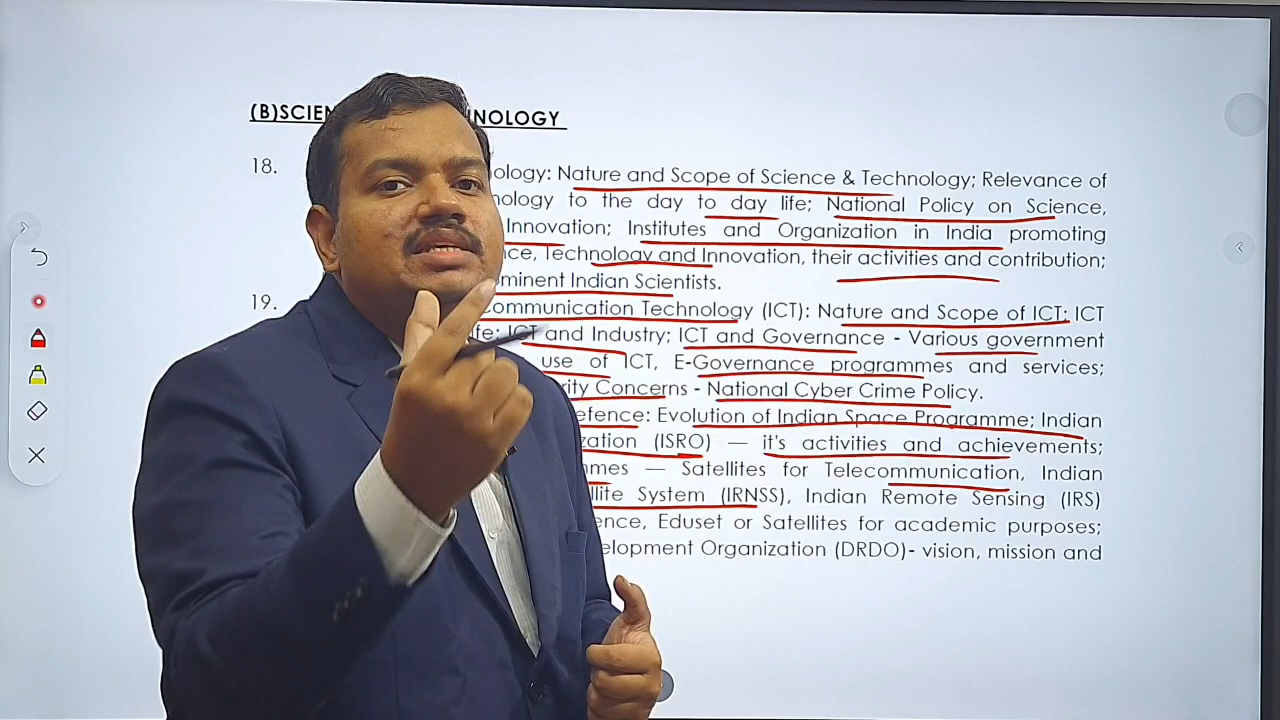 (B)SCIEN NOLOGY
18. ology: Nature and Scope of Science & Technology; Relevance of
nology to the day to day life; National Policy on Science,
Innovation; Institutes and Organization in India promoting
nce, Technology and Innovation, their activities and contribution;
minent Indian Scientists.
19. Communication Technology (ICT): Nature and Scope of ICT; ICT
fe; ICT and Industry; ICT and Governance - Various government
use of ICT, E-Governance programmes and services;
rity Concerns - National Cyber Crime Policy.
efence: Evolution of Indian Space Programme; Indian
zation (ISRO) — it's activities and achievements;
mmes — Satellites for Telecommunication, Indian
llite System (IRNSS), Indian Remote Sensing (IRS)
ence, Eduset or Satellites for academic purposes;
elopment Organization (DRDO)- vision, mission and